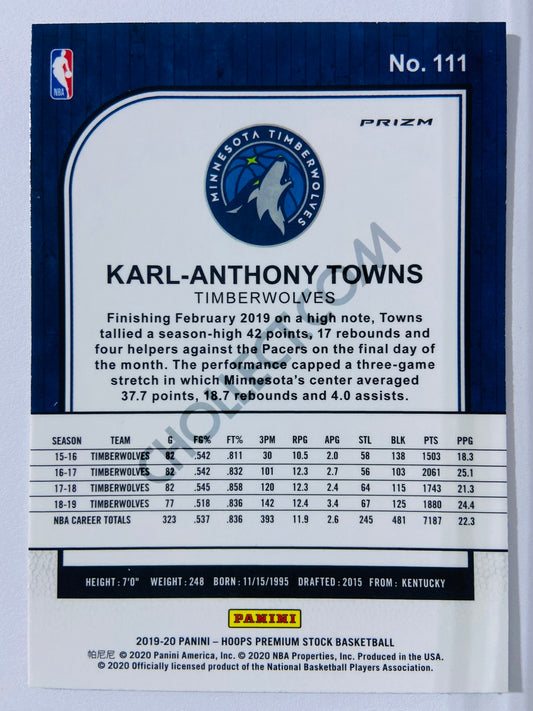 NBA
No. 111
PRIZM
MINNESOTA TIMBERWOLVES
KARL-ANTHONY TOWNS
TIMBERWOLVES
Finishing February 2019 on a high note, Towns
tallied a season-high 42 points, 17 rebounds and
four helpers against the Pacers on the final day of
the month. The performance capped a three-game
stretch in which Minnesota's center averaged
37.7 points, 18.7 rebounds and 4.0 assists.
CHOLLECT.COM
SEASON TEAM G FG% FT% 3PM RPG APG STL BLK PTS PPG
15-16 TIMBERWOLVES 82 .542 .811 30 10.5 2.0 58 138 1503 18.3
16-17 TIMBERWOLVES 82 .542 .832 101 12.3 2.7 56 103 2061 25.1
17-18 TIMBERWOLVES 82 .545 .858 120 12.3 2.4 64 115 1743 21.3
18-19 TIMBERWOLVES 77 .518 .836 142 12.4 3.4 67 125 1880 24.4
NBA CAREER TOTALS 323 .537 .836 393 11.9 2.6 245 481 7187 22.3
HEIGHT: 7'0" WEIGHT: 248 BORN: 11/15/1995 DRAFTED: 2015 FROM: KENTUCKY
PANINI
2019-20 PANINI – HOOPS PREMIUM STOCK BASKETBALL
帕尼尼 © 2020 Panini America, Inc. © 2020 NBA Properties, Inc. Produced in the USA.
© 2020 Officially licensed product of the National Basketball Players Association.